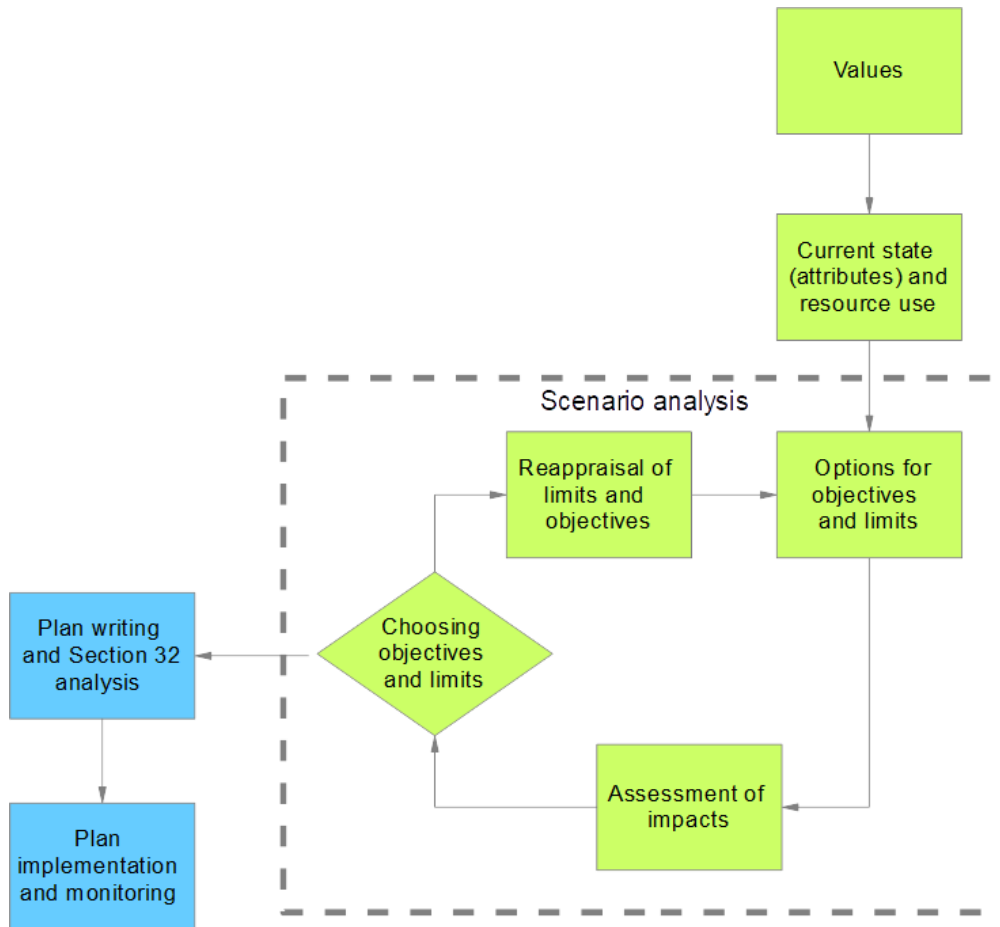 Values
Current state
(attributes) and
resource use
Scenario analysis
Reappraisal of
limits and
objectives
Options for
objectives
and limits
Choosing
objectives
and limits
Plan writing
and Section 32
analysis
Assessment of
impacts
Plan
implementation
and monitoring